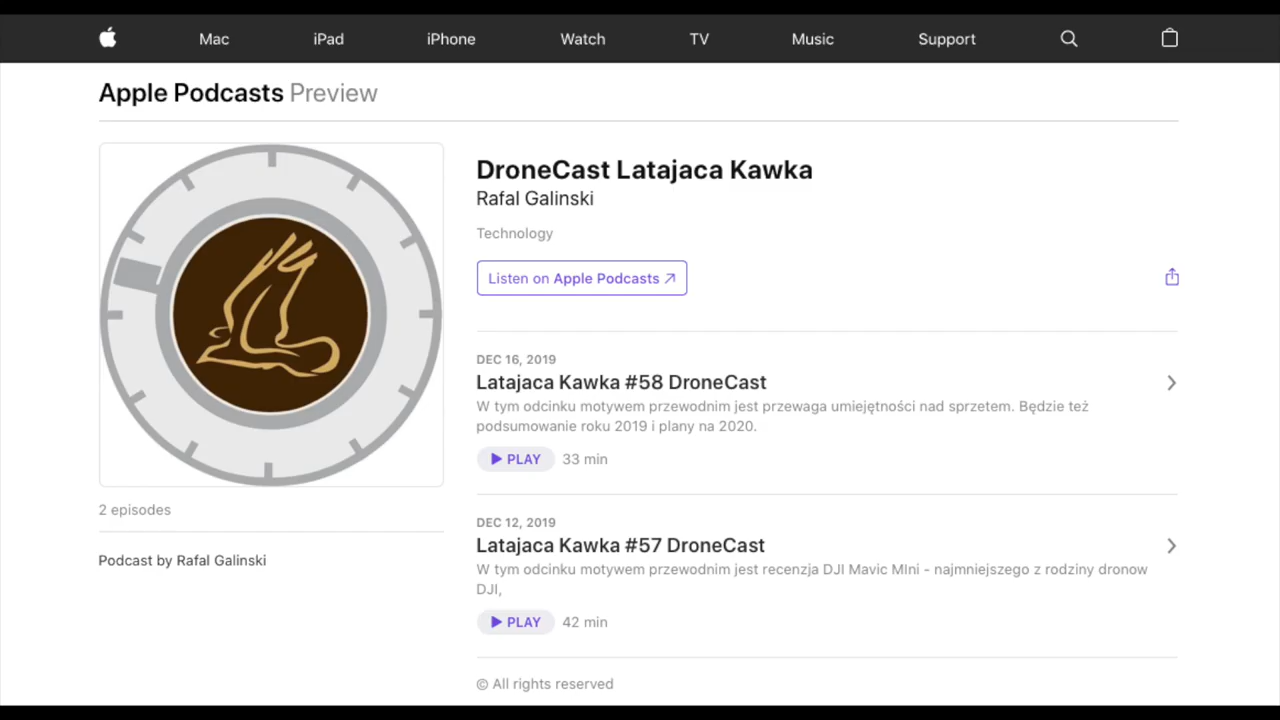 Mac iPad iPhone Watch TV Music Support
Apple Podcasts Preview
DroneCast Latajaca Kawka
Rafal Galinski
Technology
Listen on Apple Podcasts
DEC 16, 2019
Latajaca Kawka #58 DroneCast
W tym odcinku motywem przewodnim jest przewaga umiejętności nad sprzetem. Będzie też
podsumowanie roku 2019 i plany na 2020.
PLAY 33 min
2 episodes
Podcast by Rafal Galinski
DEC 12, 2019
Latajaca Kawka #57 DroneCast
W tym odcinku motywem przewodnim jest recenzja DJI Mavic MIni - najmniejszego z rodziny dronow
DJI,
PLAY 42 min
© All rights reserved